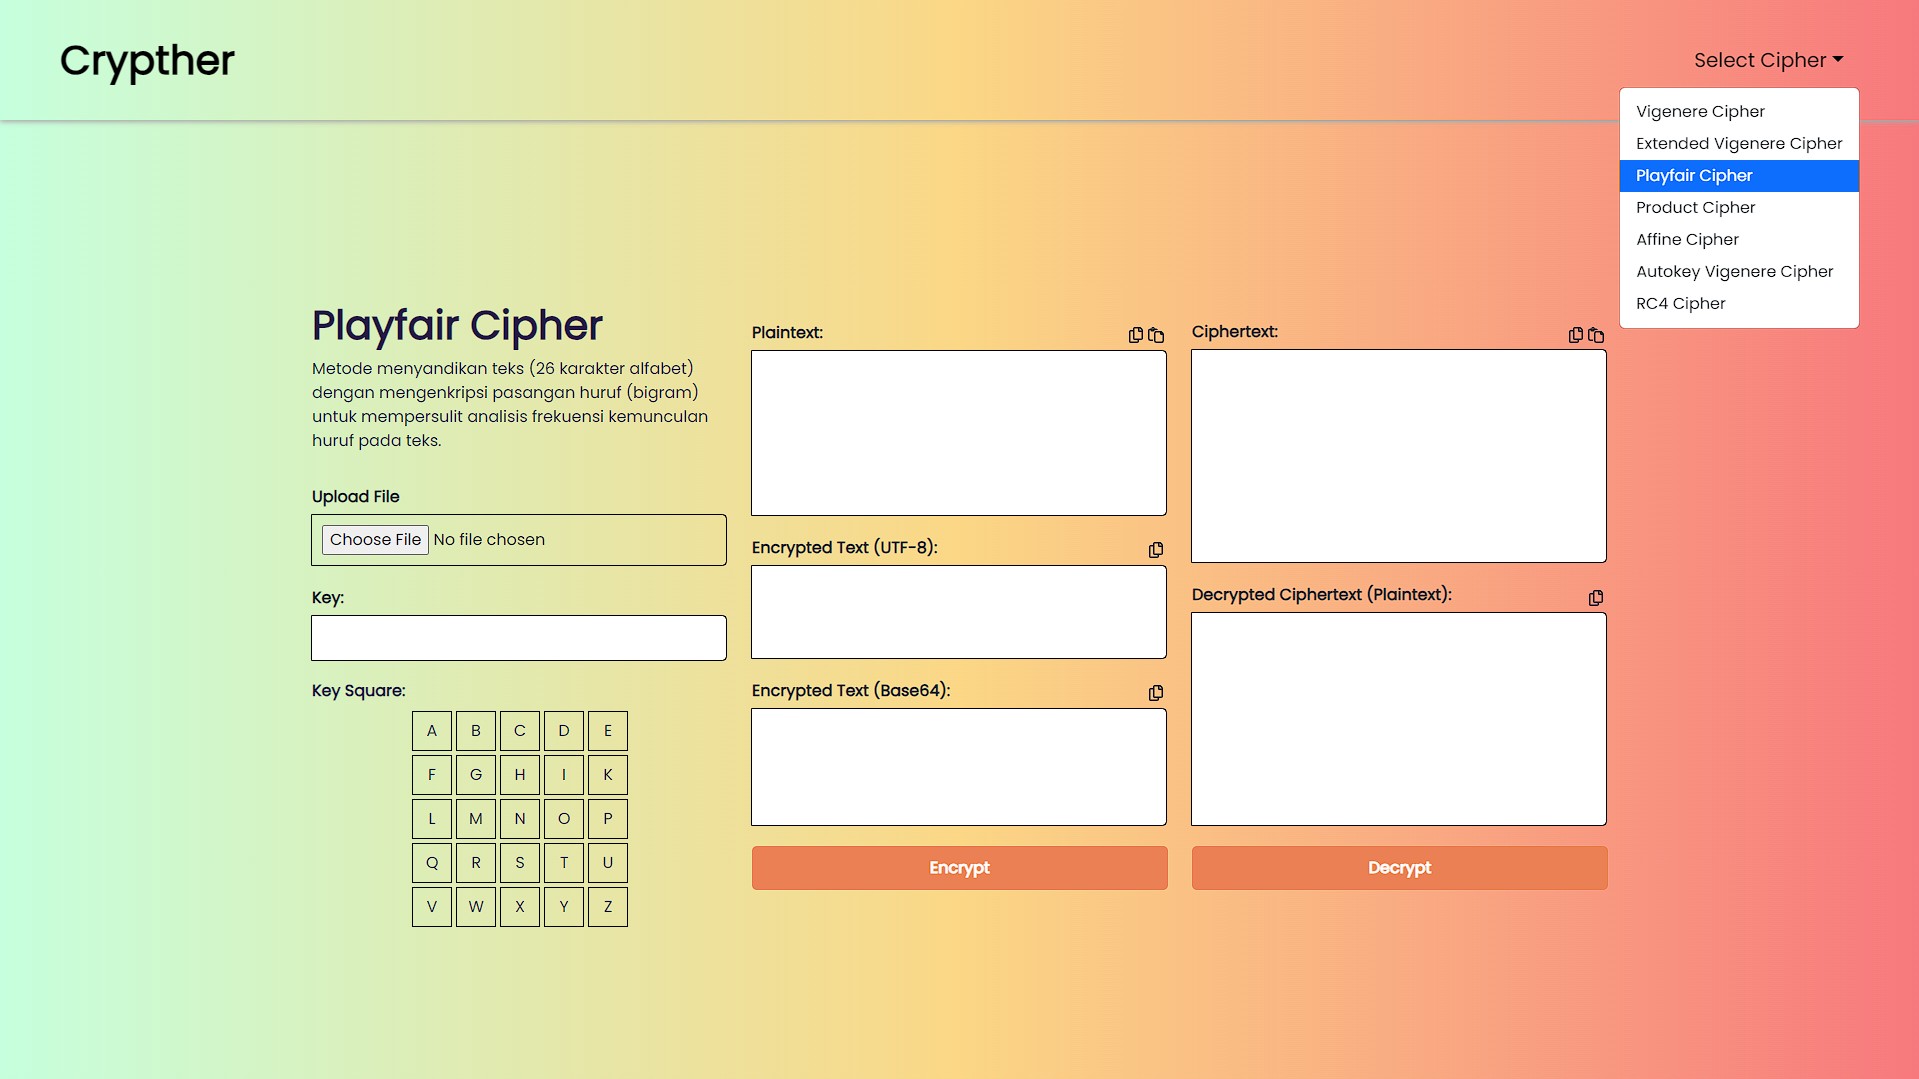 Crypther
Select Cipher
Vigenere Cipher
Extended Vigenere Cipher
Playfair Cipher
Product Cipher
Affine Cipher
Autokey Vigenere Cipher
RC4 Cipher
Playfair Cipher
Metode menyandikan teks (26 karakter alfabet)
dengan mengenkripsi pasangan huruf (bigram)
untuk mempersulit analisis frekuensi kemunculan
huruf pada teks.
Upload File
Choose File No file chosen
Key:
Key Square:
A B C D E
F G H I K
L M N O P
Q R S T U
V W X Y Z
Plaintext:
Encrypted Text (UTF-8):
Encrypted Text (Base64):
Encrypt
Ciphertext:
Decrypted Ciphertext (Plaintext):
Decrypt